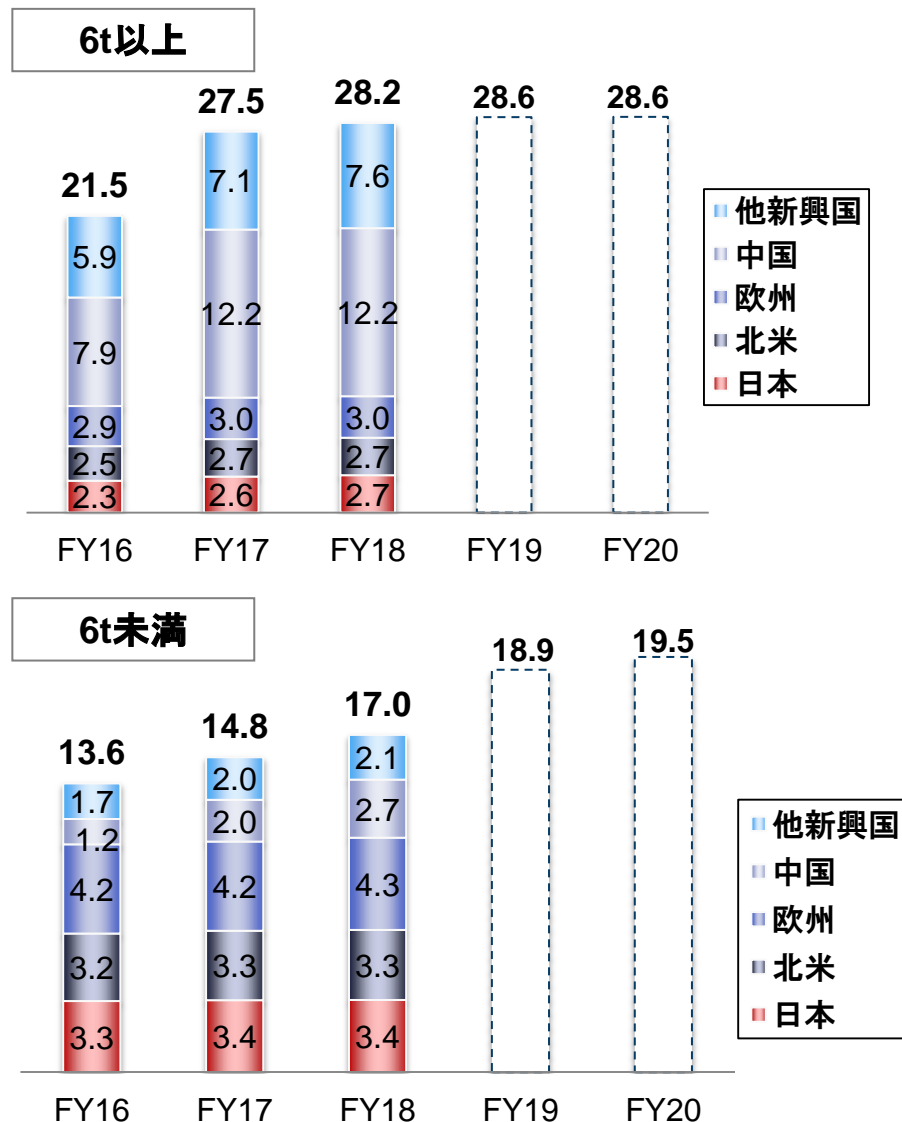 6t以上
27.5
28.2
28.6
28.6
21.5
7.1
7.6
5.9
12.2
12.2
7.9
2.9
3.0
3.0
2.5
2.7
2.7
2.3
2.6
2.7
他新興国
中国
欧州
北米
日本
FY16
FY17
FY18
FY19
FY20
6t未満
18.9
19.5
13.6
14.8
17.0
1.7
2.0
2.1
1.2
2.0
2.7
4.2
4.2
4.3
3.2
3.3
3.3
3.3
3.4
3.4
他新興国
中国
欧州
北米
日本
FY16
FY17
FY18
FY19
FY20